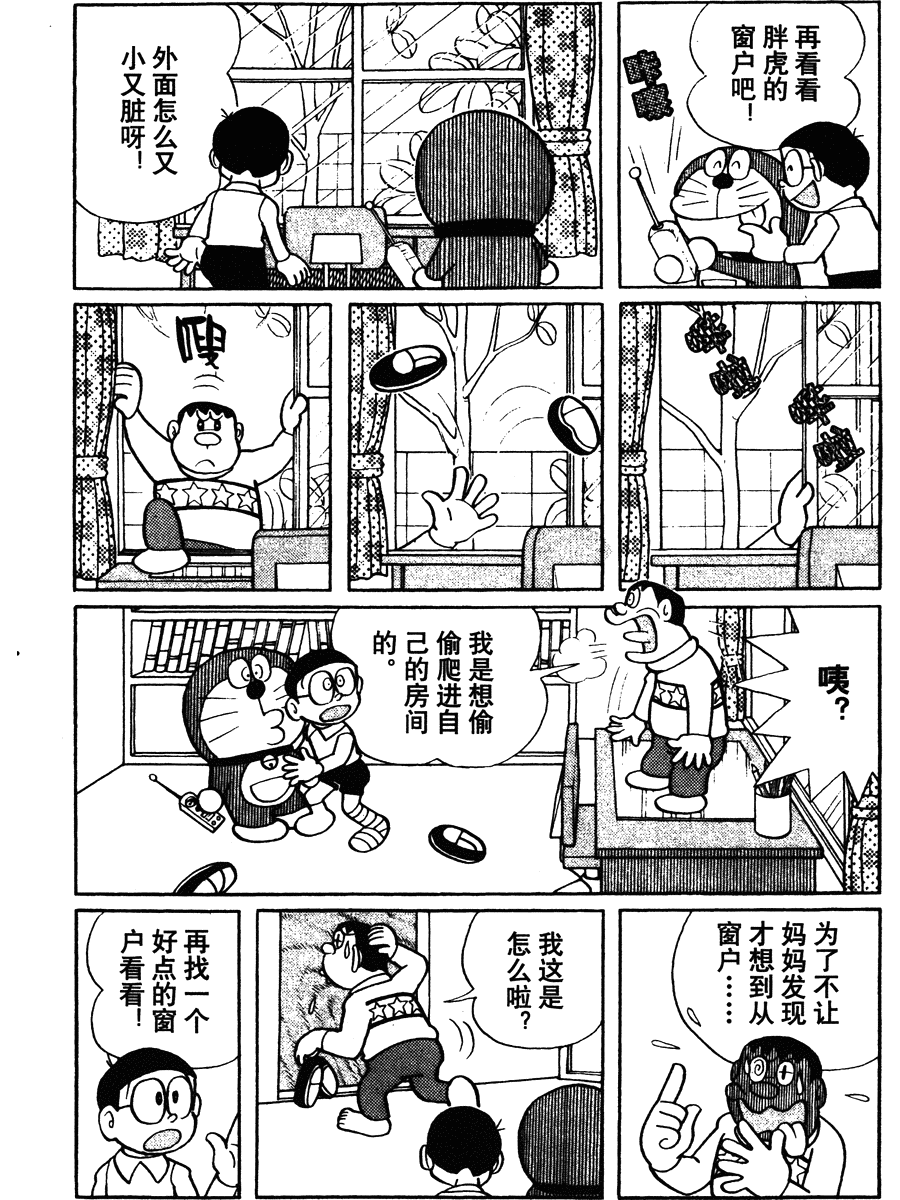 再看看
胖虎的
窗户吧！
外面怎么又
小又脏呀！
嗖
咦？
我是想偷
偷爬进自
己的房间
的。
为了不让
妈妈发现
才想到从
窗户……
我这是
怎么啦？
再找一个
好点的窗
户看看！